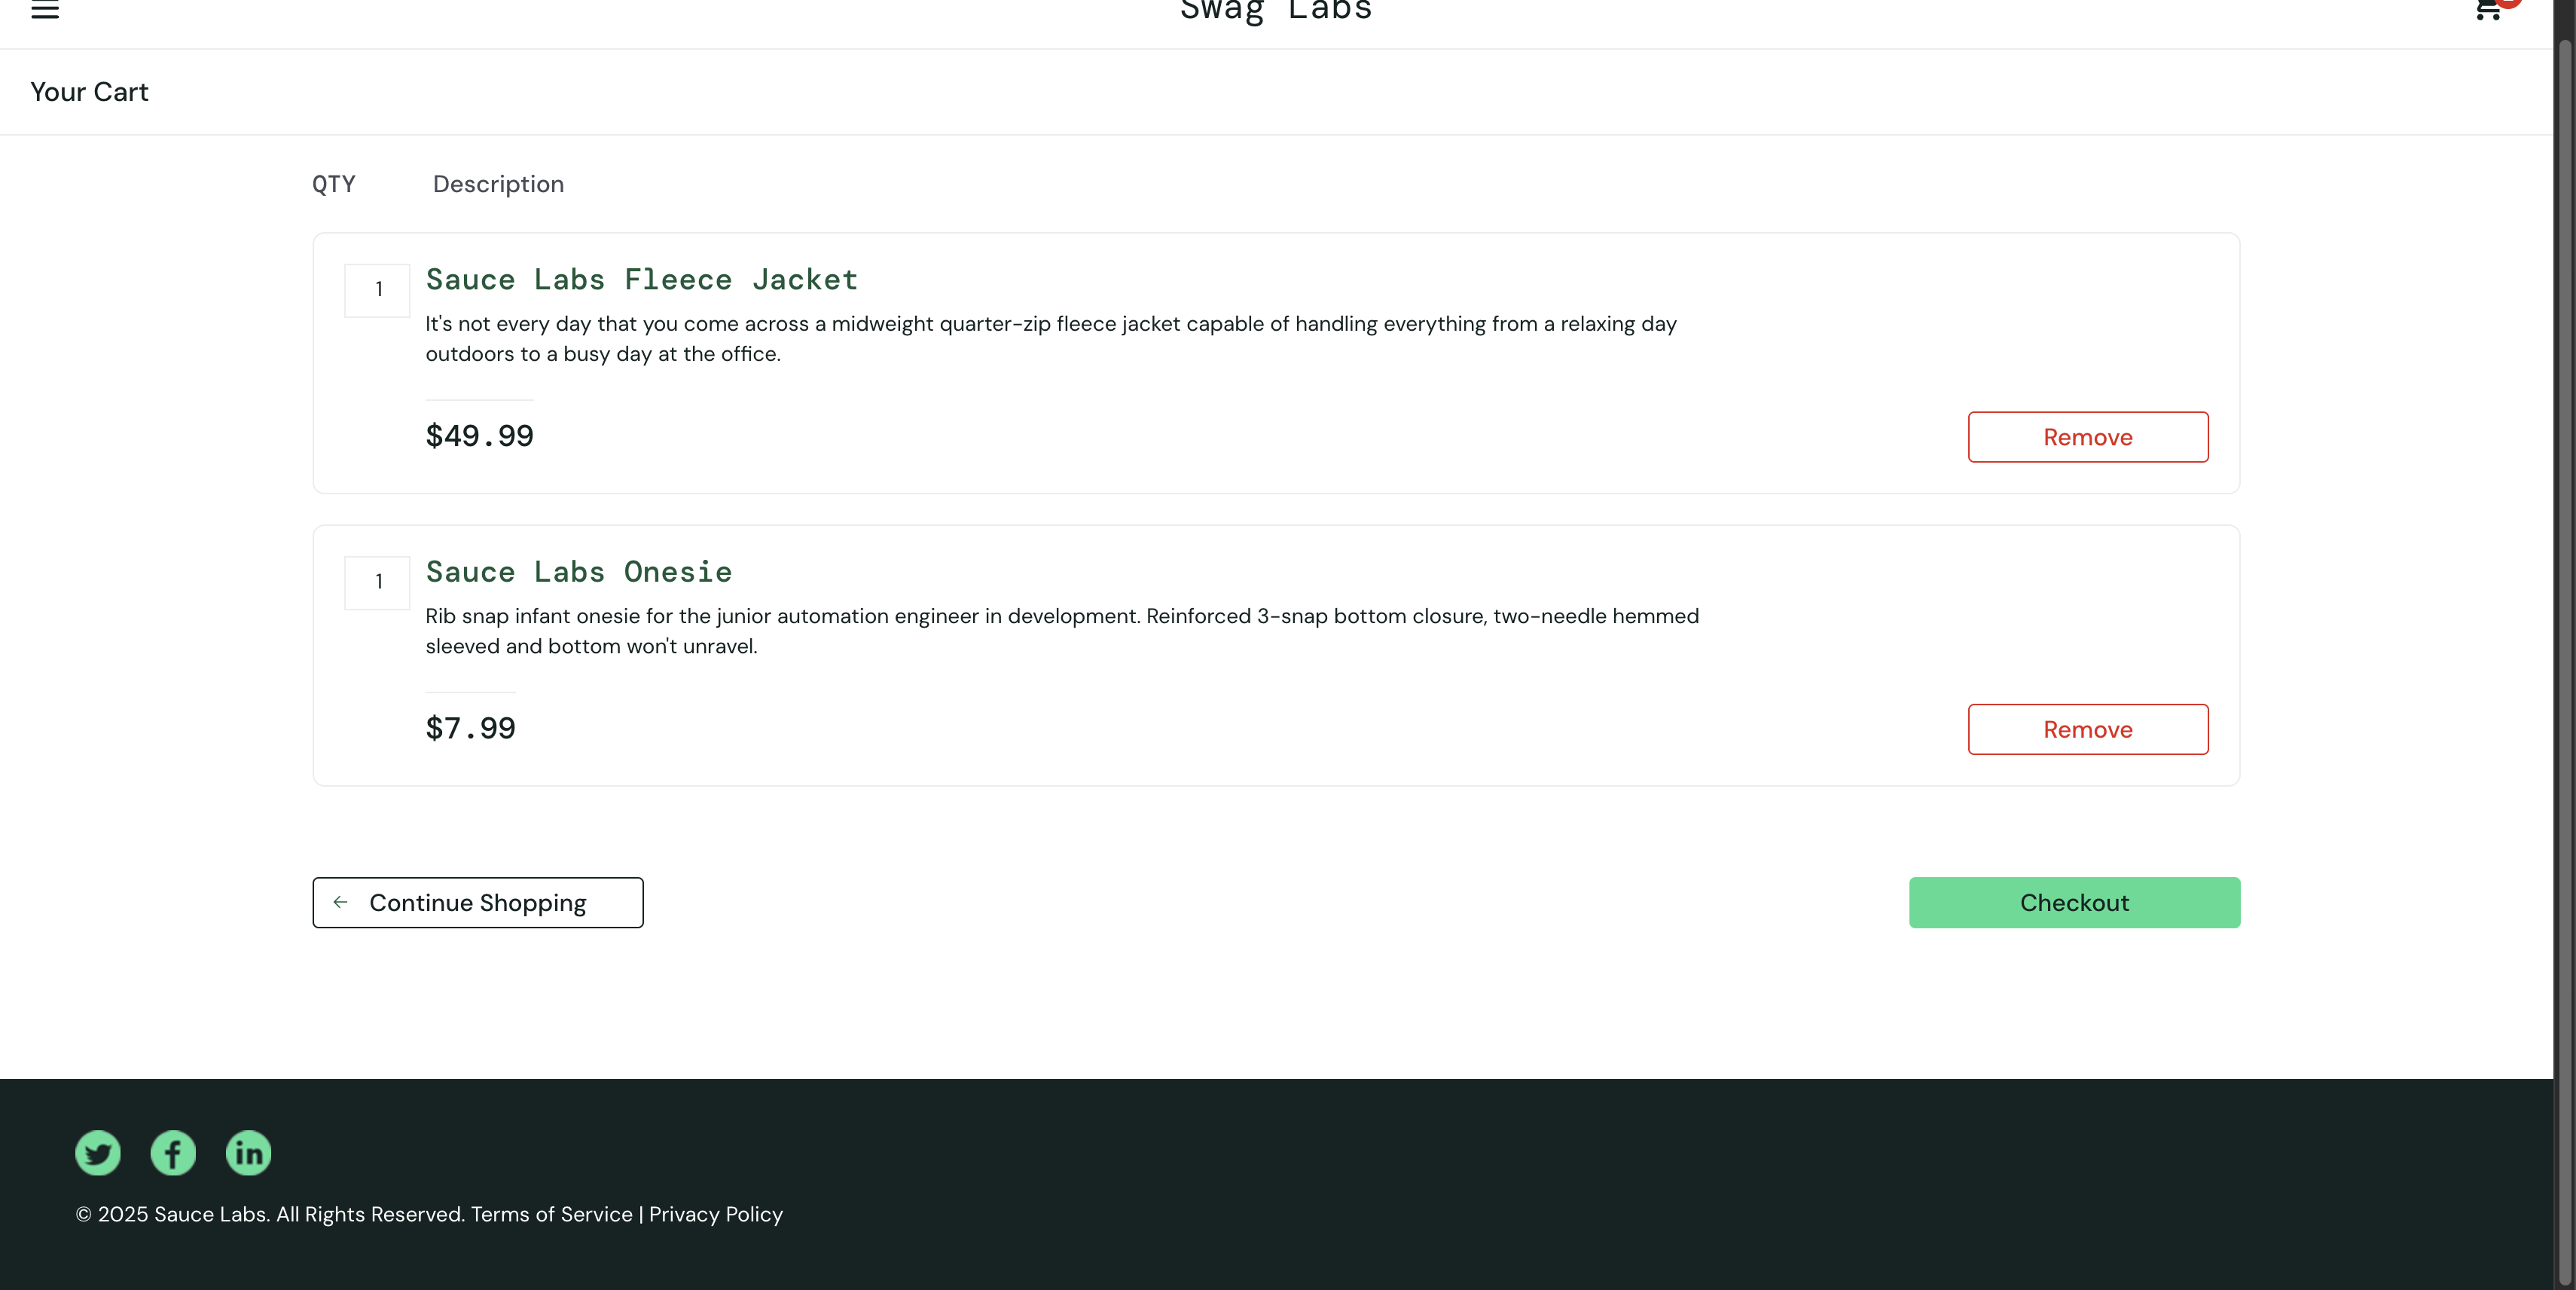 Swag Labs
Your Cart
QTY Description
1 Sauce Labs Fleece Jacket
It's not every day that you come across a midweight quarter-zip fleece jacket capable of handling everything from a relaxing day
outdoors to a busy day at the office.
$49.99 Remove
1 Sauce Labs Onesie
Rib snap infant onesie for the junior automation engineer in development. Reinforced 3-snap bottom closure, two-needle hemmed
sleeved and bottom won't unravel.
$7.99 Remove
← Continue Shopping Checkout
© 2025 Sauce Labs. All Rights Reserved. Terms of Service | Privacy Policy